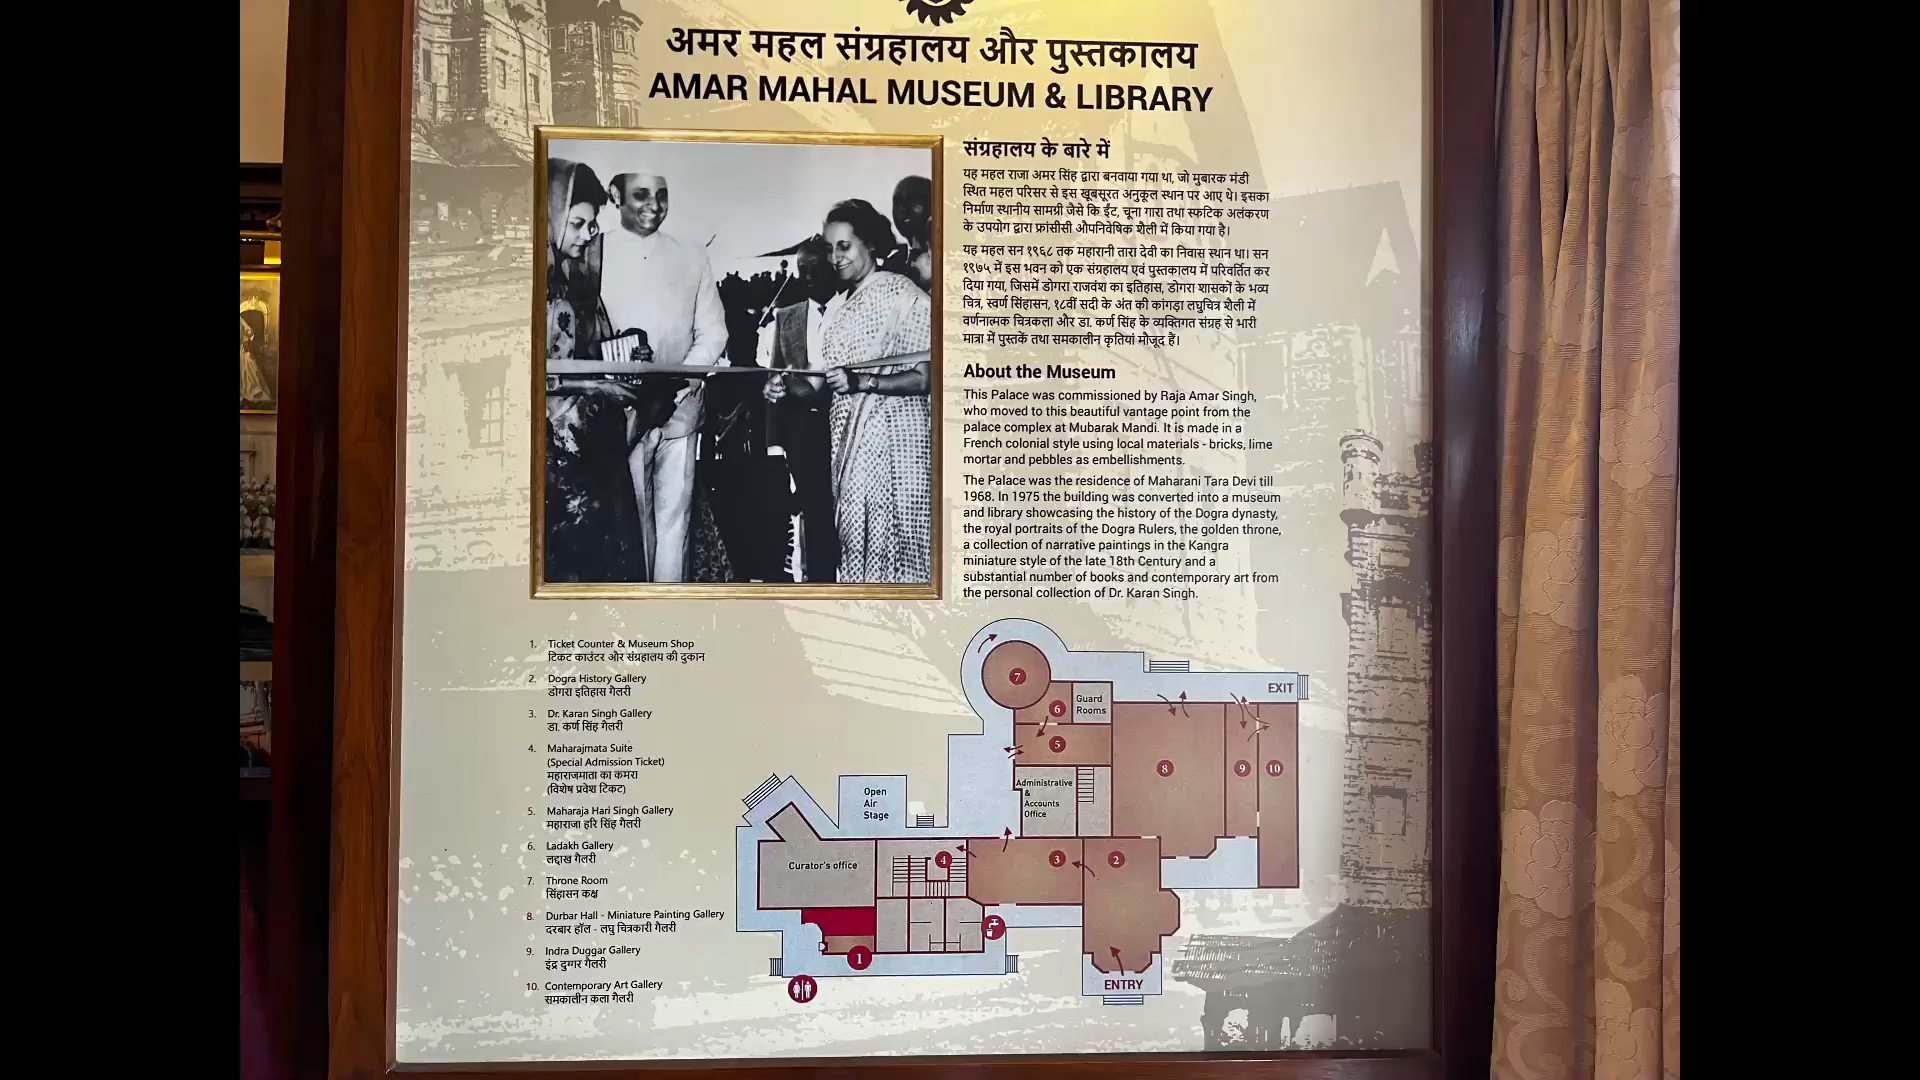 अमर महल संग्रहालय और पुस्तकालय
AMAR MAHAL MUSEUM & LIBRARY
संग्रहालय के बारे में
यह महल राजा अमर सिंह द्वारा बनवाया गया था, जो मुबारक मंडी
स्थित महल परिसर से इस खूबसूरत अनुकूल स्थान पर आए थे। इसका
निर्माण स्थानीय सामग्री जैसे कि ईंट, चूना गारा तथा स्फटिक अलंकरण
के उपयोग द्वारा फ्रांसीसी औपनिवेषिक शैली में किया गया है।
यह महल सन १९६८ तक महारानी तारा देवी का निवास स्थान था। सन
१९७५ में इस भवन को एक संग्रहालय एवं पुस्तकालय में परिवर्तित कर
दिया गया, जिसमें डोगरा राजवंश का इतिहास, डोगरा शासकों के भव्य
चित्र, स्वर्ण सिंहासन, १८वीं सदी के अंत की कांगड़ा लघुचित्र शैली में
वर्णनात्मक चित्रकला और डा. कर्ण सिंह के व्यक्तिगत संग्रह से भारी
मात्रा में पुस्तकें तथा समकालीन कृतियां मौजूद हैं।
About the Museum
This Palace was commissioned by Raja Amar Singh,
who moved to this beautiful vantage point from the
palace complex at Mubarak Mandi. It is made in a
French colonial style using local materials - bricks, lime
mortar and pebbles as embellishments.
The Palace was the residence of Maharani Tara Devi till
1968. In 1975 the building was converted into a museum
and library showcasing the history of the Dogra dynasty,
the royal portraits of the Dogra Rulers, the golden throne,
a collection of narrative paintings in the Kangra
miniature style of the late 18th Century and a
substantial number of books and contemporary art from
the personal collection of Dr. Karan Singh.
1. Ticket Counter & Museum Shop
टिकट काउंटर और संग्रहालय की दुकान
2. Dogra History Gallery
डोगरा इतिहास गैलरी
3. Dr. Karan Singh Gallery
डा. कर्ण सिंह गैलरी
4. Maharajmata Suite
(Special Admission Ticket)
महाराजमाता का कमरा
(विशेष प्रवेश टिकट)
5. Maharaja Hari Singh Gallery
महाराजा हरि सिंह गैलरी
6. Ladakh Gallery
लद्दाख गैलरी
7. Throne Room
सिंहासन कक्ष
8. Durbar Hall - Miniature Painting Gallery
दरबार हॉल - लघु चित्रकारी गैलरी
9. Indra Duggar Gallery
इंद्र दुग्गर गैलरी
10. Contemporary Art Gallery
समकालीन कला गैलरी
7
EXIT
6
Guard
Rooms
5
8
9
10
Administrative
&
Accounts
Office
Open
Air
Stage
Curator's office
4
3
2
1
ENTRY